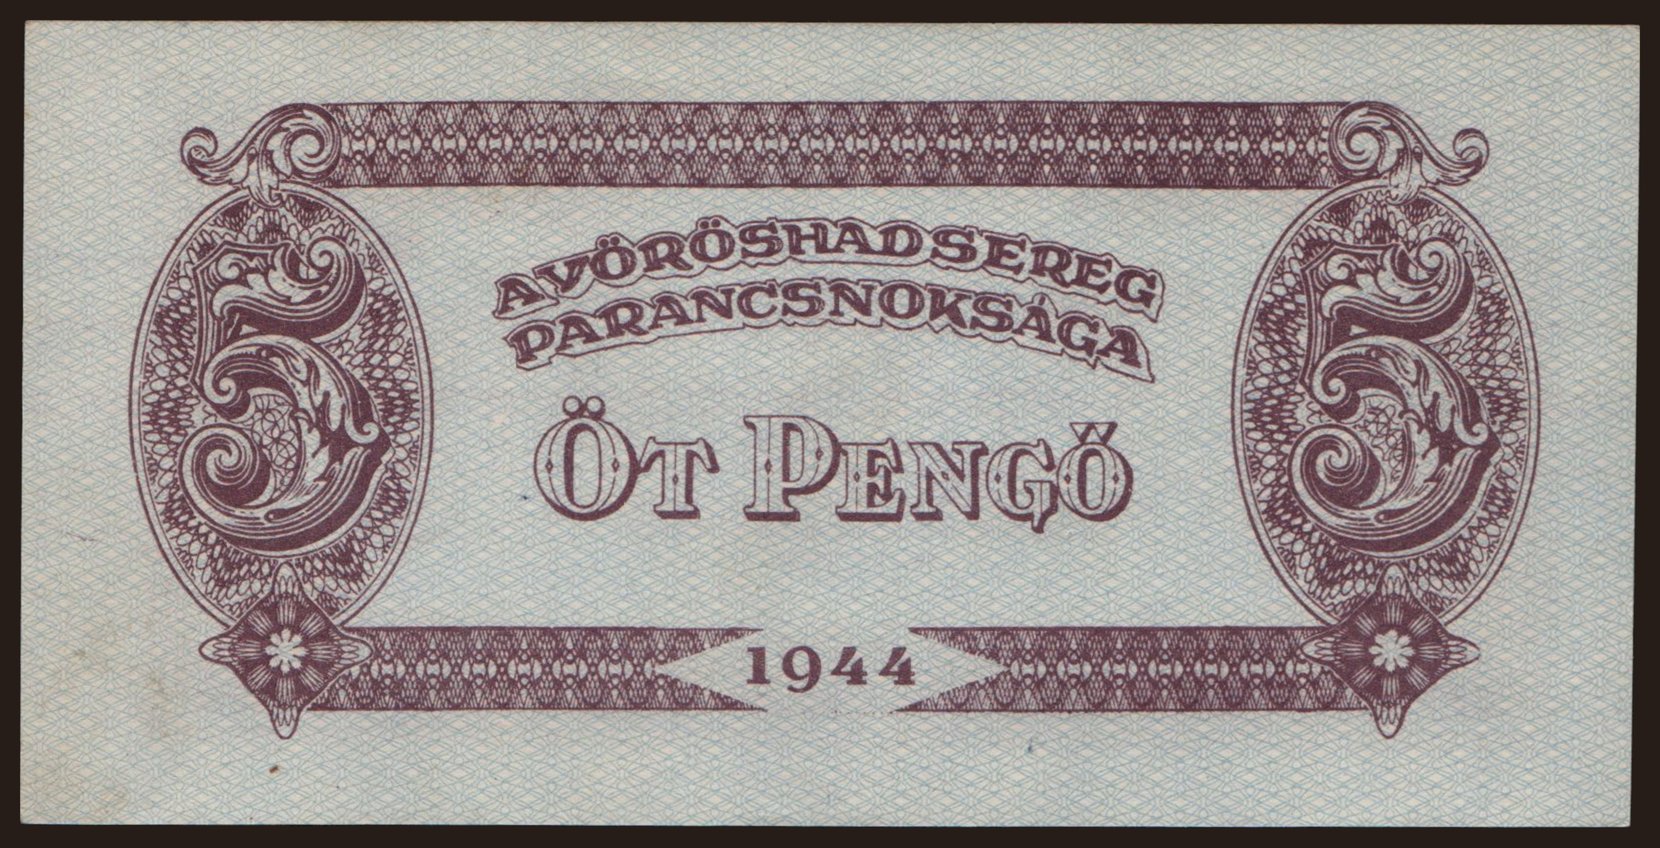 A VÖRÖSHADSEREG
PARANCSNOKSÁGA
5 ÖT PENGŐ 5
1944